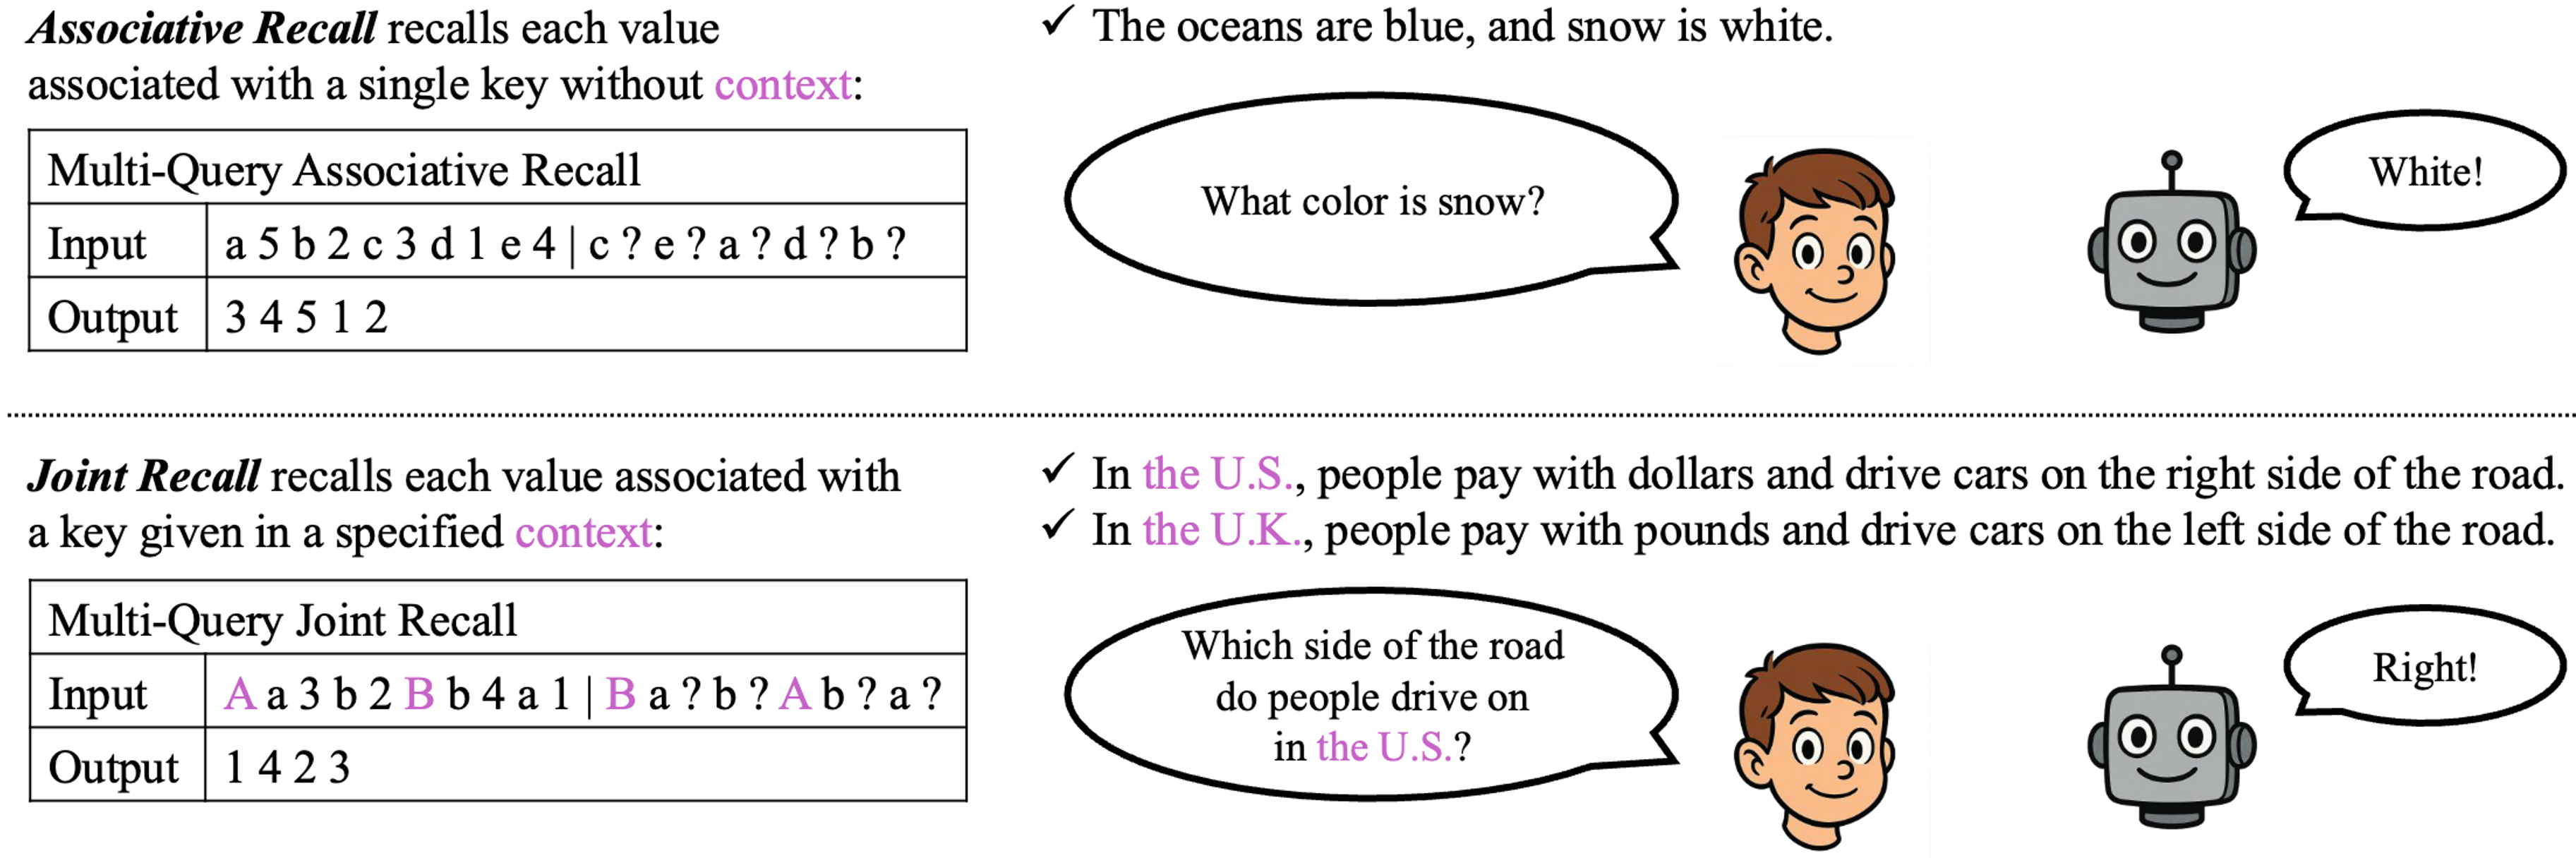 Associative Recall recalls each value
associated with a single key without context:
Multi-Query Associative Recall
Input a 5 b 2 c 3 d 1 e 4 | c ? e ? a ? d ? b ?
Output 3 4 5 1 2
✓ The oceans are blue, and snow is white.
What color is snow?
White!
Joint Recall recalls each value associated with
a key given in a specified context:
Multi-Query Joint Recall
Input A a 3 b 2 B b 4 a 1 | B a ? b ? A b ? a ?
Output 1 4 2 3
✓ In the U.S., people pay with dollars and drive cars on the right side of the road.
✓ In the U.K., people pay with pounds and drive cars on the left side of the road.
Which side of the road
do people drive on
in the U.S.?
Right!